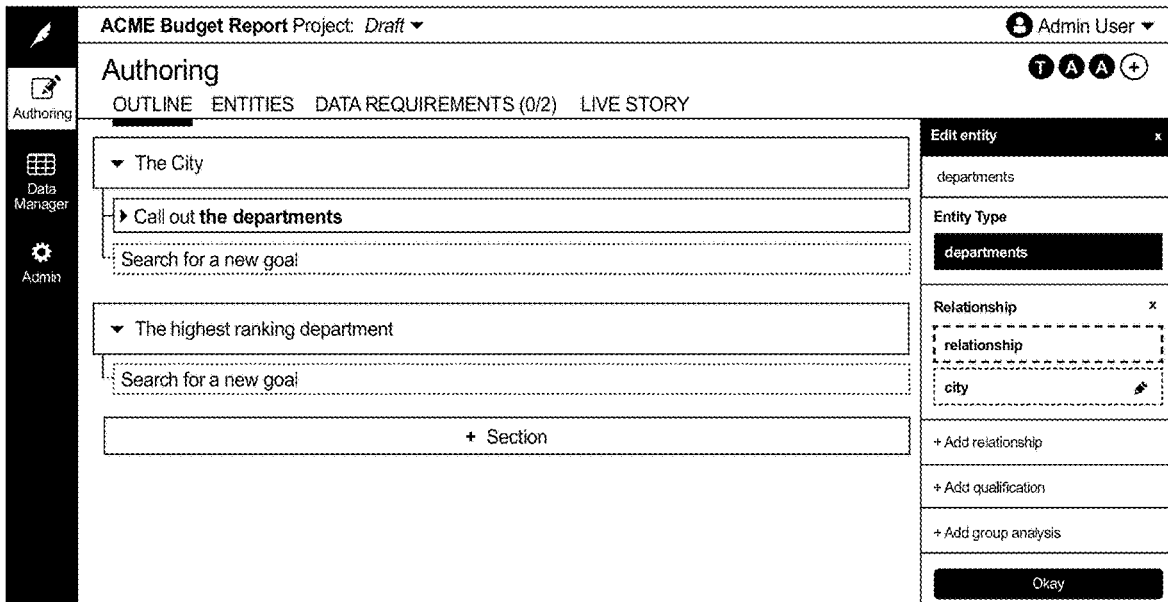 ACME Budget Report Project: Draft
Admin User
Authoring
T A A +
OUTLINE ENTITIES DATA REQUIREMENTS (0/2) LIVE STORY
Authoring
Data
Manager
Admin
The City
Call out the departments
Search for a new goal
The highest ranking department
Search for a new goal
+ Section
Edit entity x
departments
Entity Type
departments
Relationship x
relationship
city
+ Add relationship
+ Add qualification
+ Add group analysis
Okay